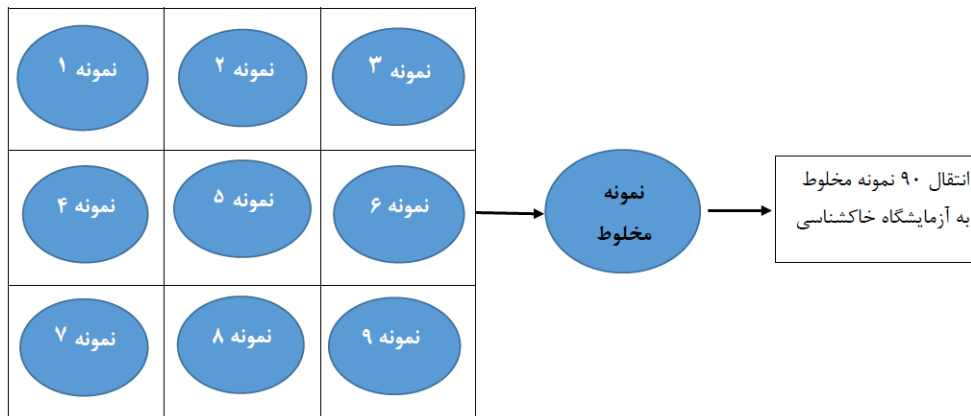 نمونه ۱
نمونه ۲
نمونه ۳
نمونه ۴
نمونه ۵
نمونه ۶
نمونه ۷
نمونه ۸
نمونه ۹
نمونه
مخلوط
انتقال ۹۰ نمونه مخلوط
به آزمایشگاه خاکشناسی